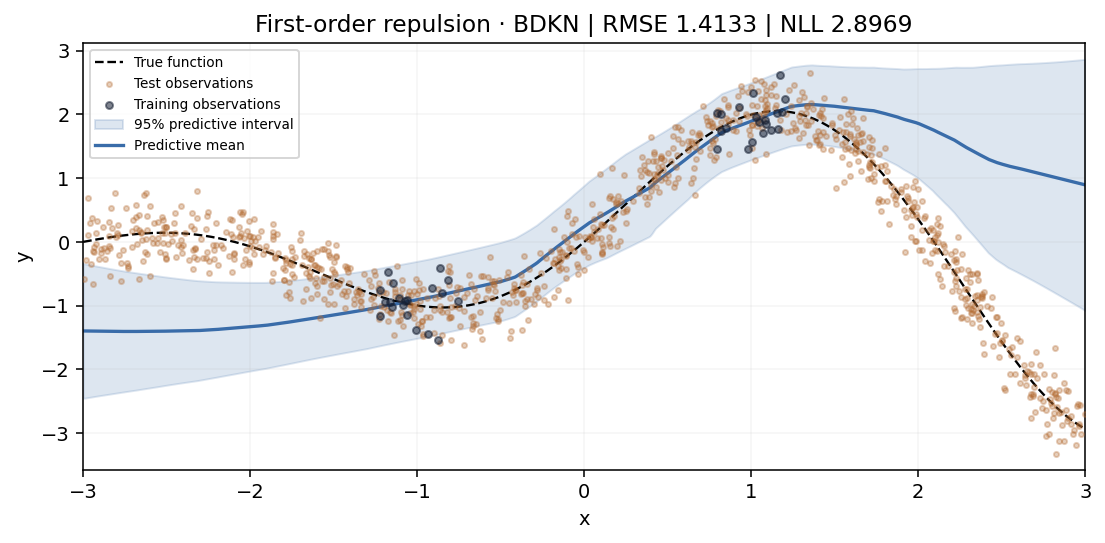 First-order repulsion · BDKN | RMSE 1.4133 | NLL 2.8969
True function
Test observations
Training observations
95% predictive interval
Predictive mean
y
3
2
1
0
−1
−2
−3
−3
−2
−1
0
1
2
3
x